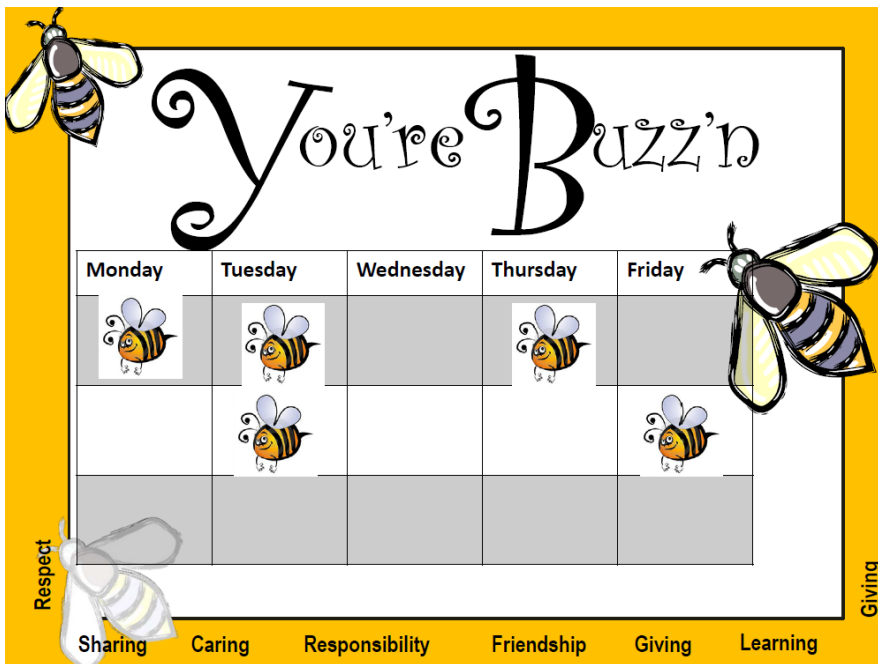 You're Buzz'n
Monday Tuesday Wednesday Thursday Friday
Respect
Giving
Sharing Caring Responsibility Friendship Giving Learning